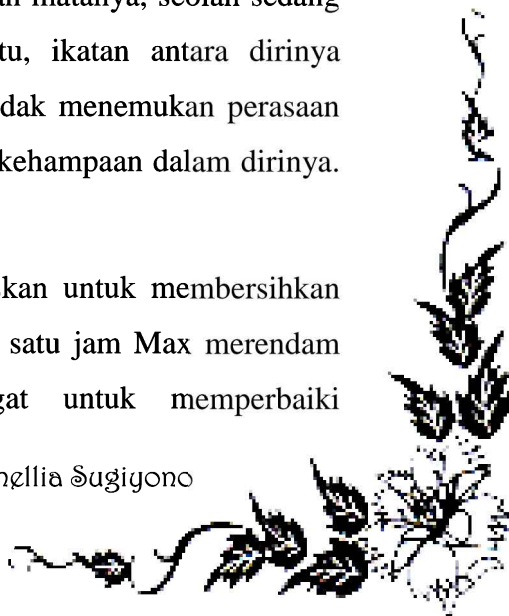 matanya, seolah sedang
tu, ikatan antara dirinya
dak menemukan perasaan
kehampaan dalam dirinya.
kan untuk membersihkan
satu jam Max merendam
gat untuk memperbaiki
ellia Sugiyono